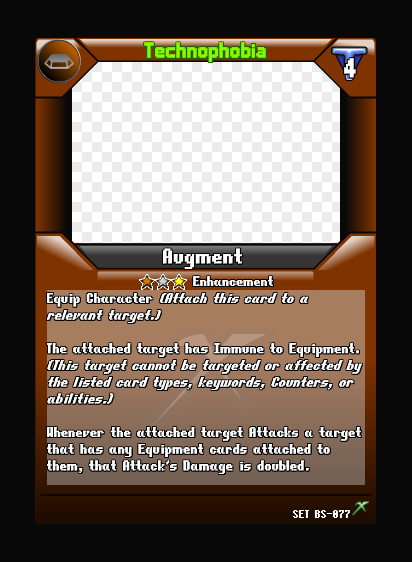 Technophobia
4
Augment
Enhancement
Equip Character (Attach this card to a
relevant target.)
The attached target has Immune to Equipment.
(This target cannot be targeted or affected by
the listed card types, keywords, Counters, or
abilities.)
Whenever the attached target Attacks a target
that has any Equipment cards attached to
them, that Attack's Damage is doubled.
SET BS-077